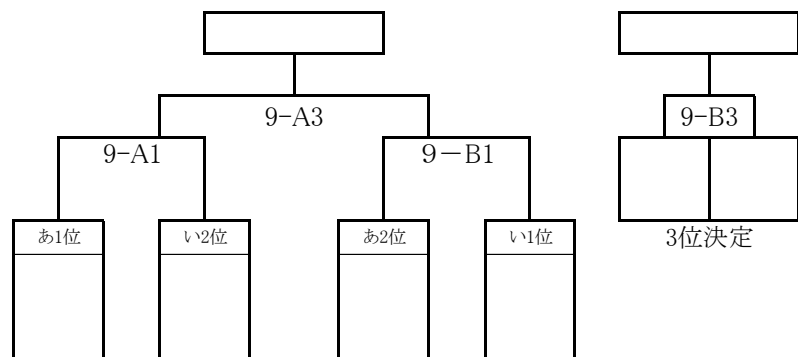 9-A3
9-B3
9-A1
9－B1
あ1位
い2位
あ2位
い1位
3位決定